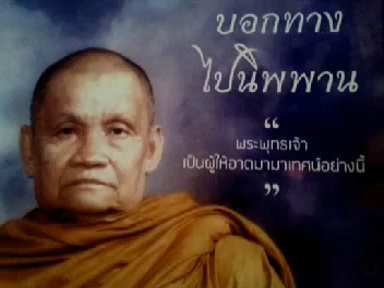 บอกทาง
ไปนิพพาน
“
พระพุทธเจ้า
เป็นผู้ให้อาตมามาเทศน์อย่างนี้
”